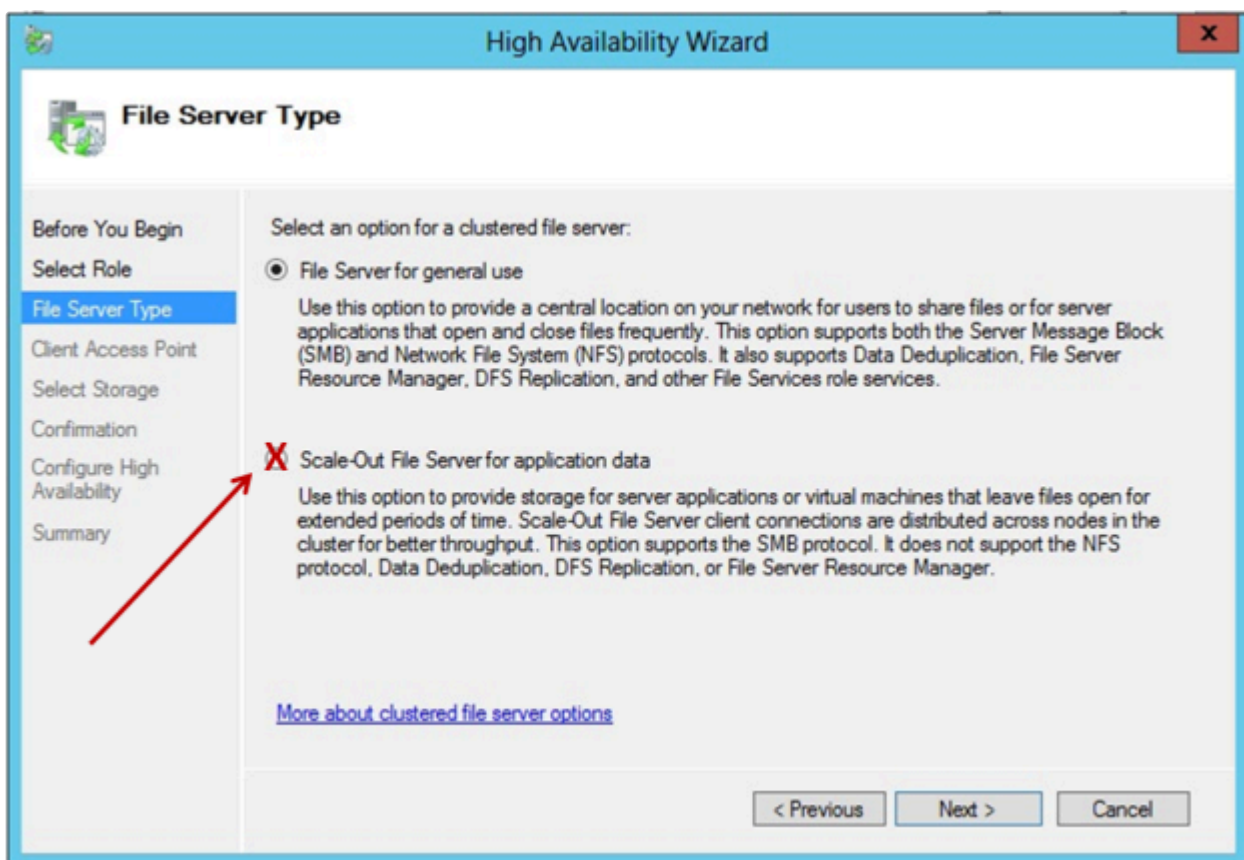 High Availability Wizard
x
File Server Type
Before You Begin
Select Role
File Server Type
Client Access Point
Select Storage
Confirmation
Configure High
Availability
Summary
Select an option for a clustered file server:
File Server for general use
Use this option to provide a central location on your network for users to share files or for server
applications that open and close files frequently. This option supports both the Server Message Block
(SMB) and Network File System (NFS) protocols. It also supports Data Deduplication, File Server
Resource Manager, DFS Replication, and other File Services role services.
X Scale-Out File Server for application data
Use this option to provide storage for server applications or virtual machines that leave files open for
extended periods of time. Scale-Out File Server client connections are distributed across nodes in the
cluster for better throughput. This option supports the SMB protocol. It does not support the NFS
protocol, Data Deduplication, DFS Replication, or File Server Resource Manager.
More about clustered file server options
< Previous Next > Cancel